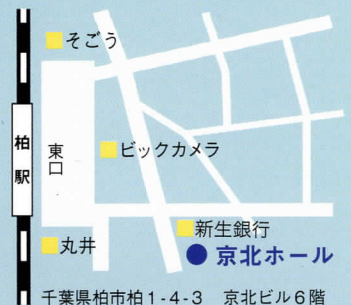 そごう
柏駅
東口
ビックカメラ
新生銀行
丸井
京北ホール
千葉県柏市柏1-4-3 京北ビル6階